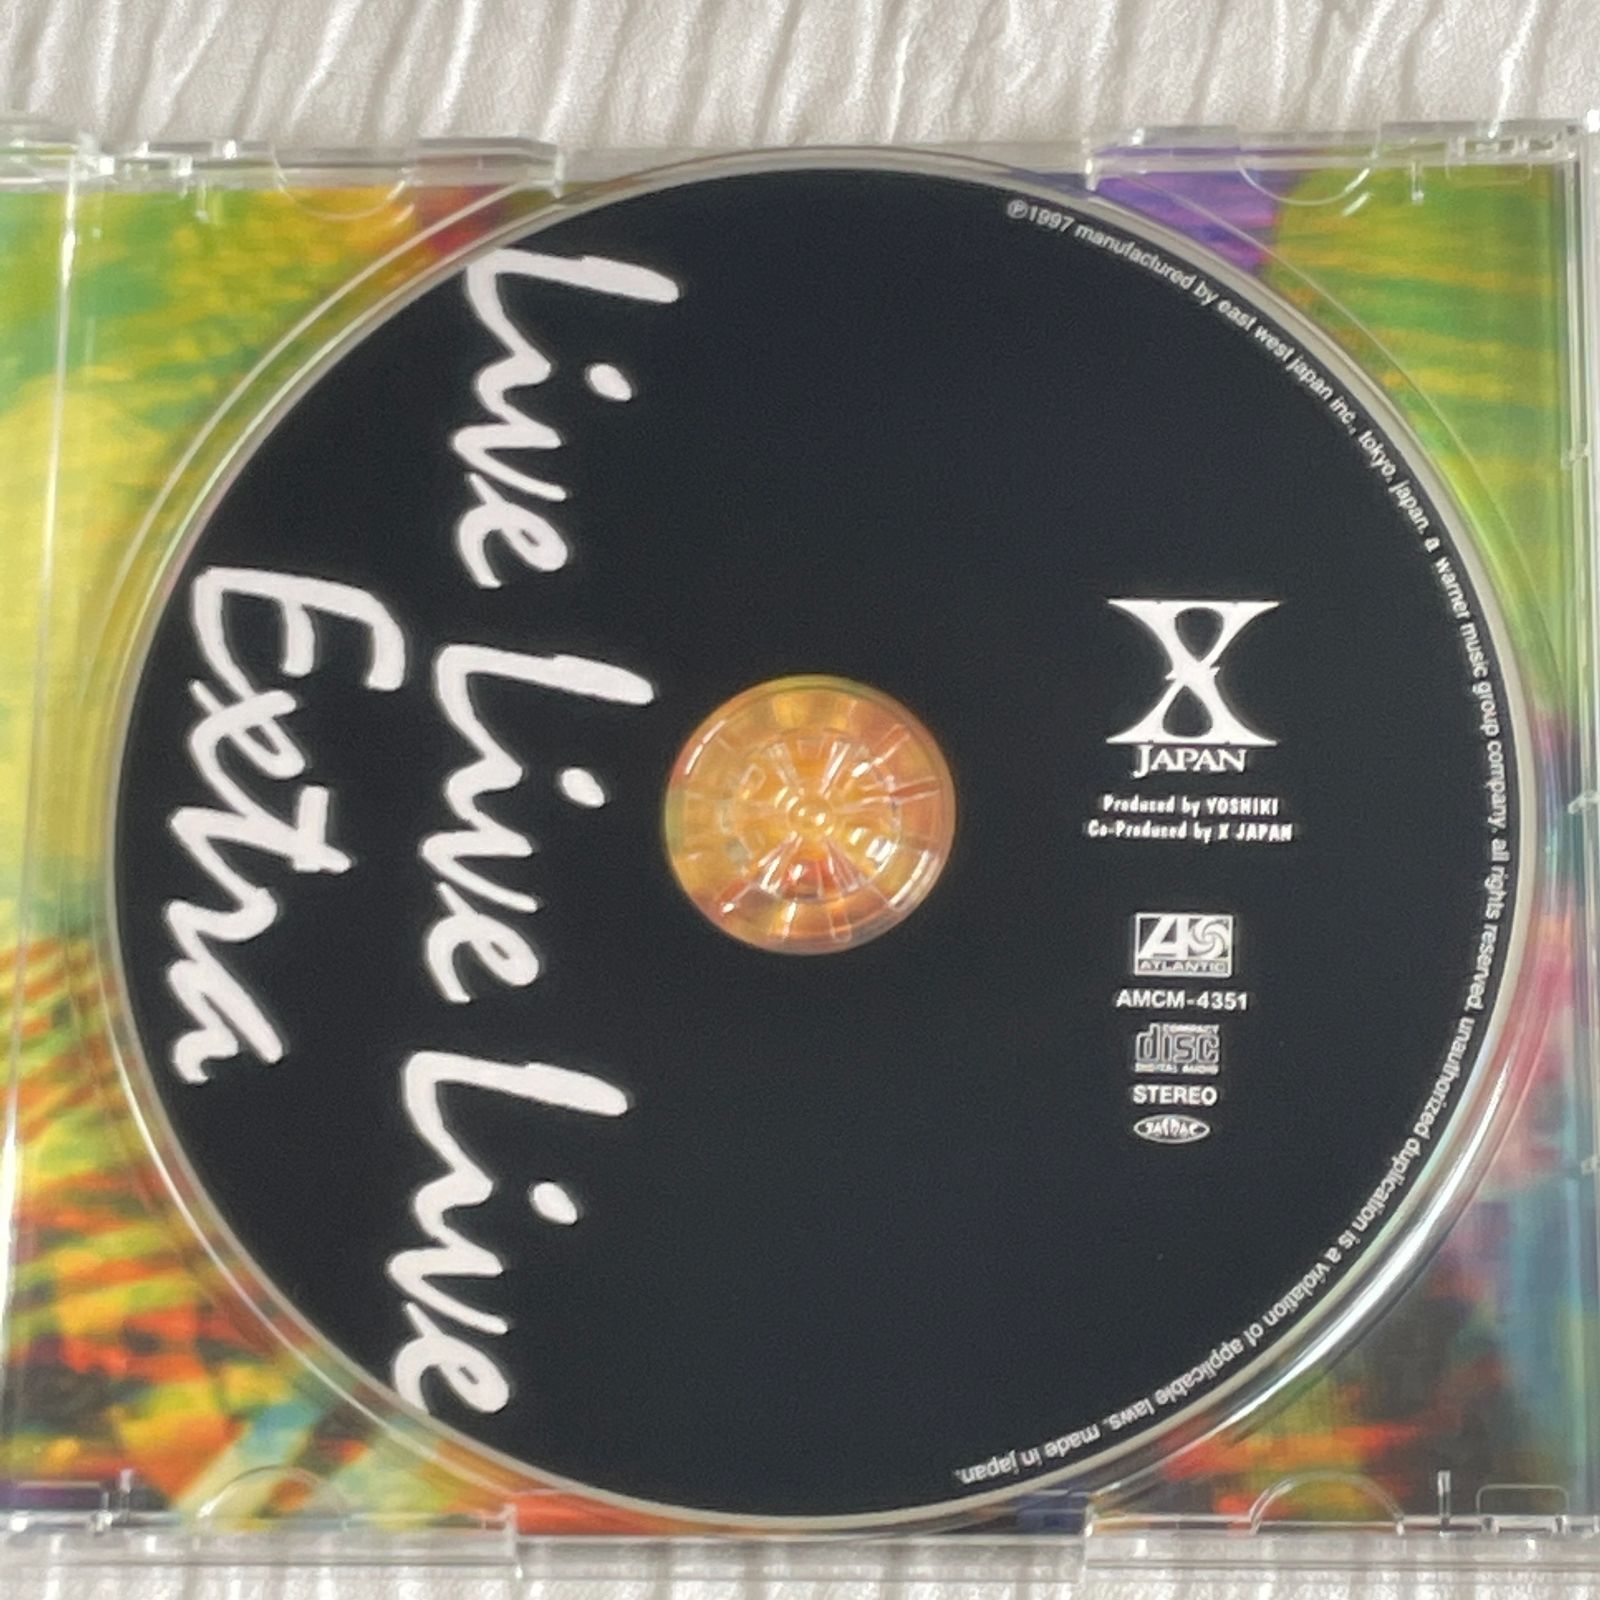 Live Live Live
Extra
X
JAPAN
Produced by YOSHIKI
Co-Produced by X JAPAN
ATLANTIC
AMCM-4351
COMPACT
disc
DIGITAL AUDIO
STEREO
JASRAC
℗1997 manufactured by east west japan inc., tokyo, japan. a warner music group company. all rights reserved. unauthorized duplication is a violation of applicable laws. made in japan.